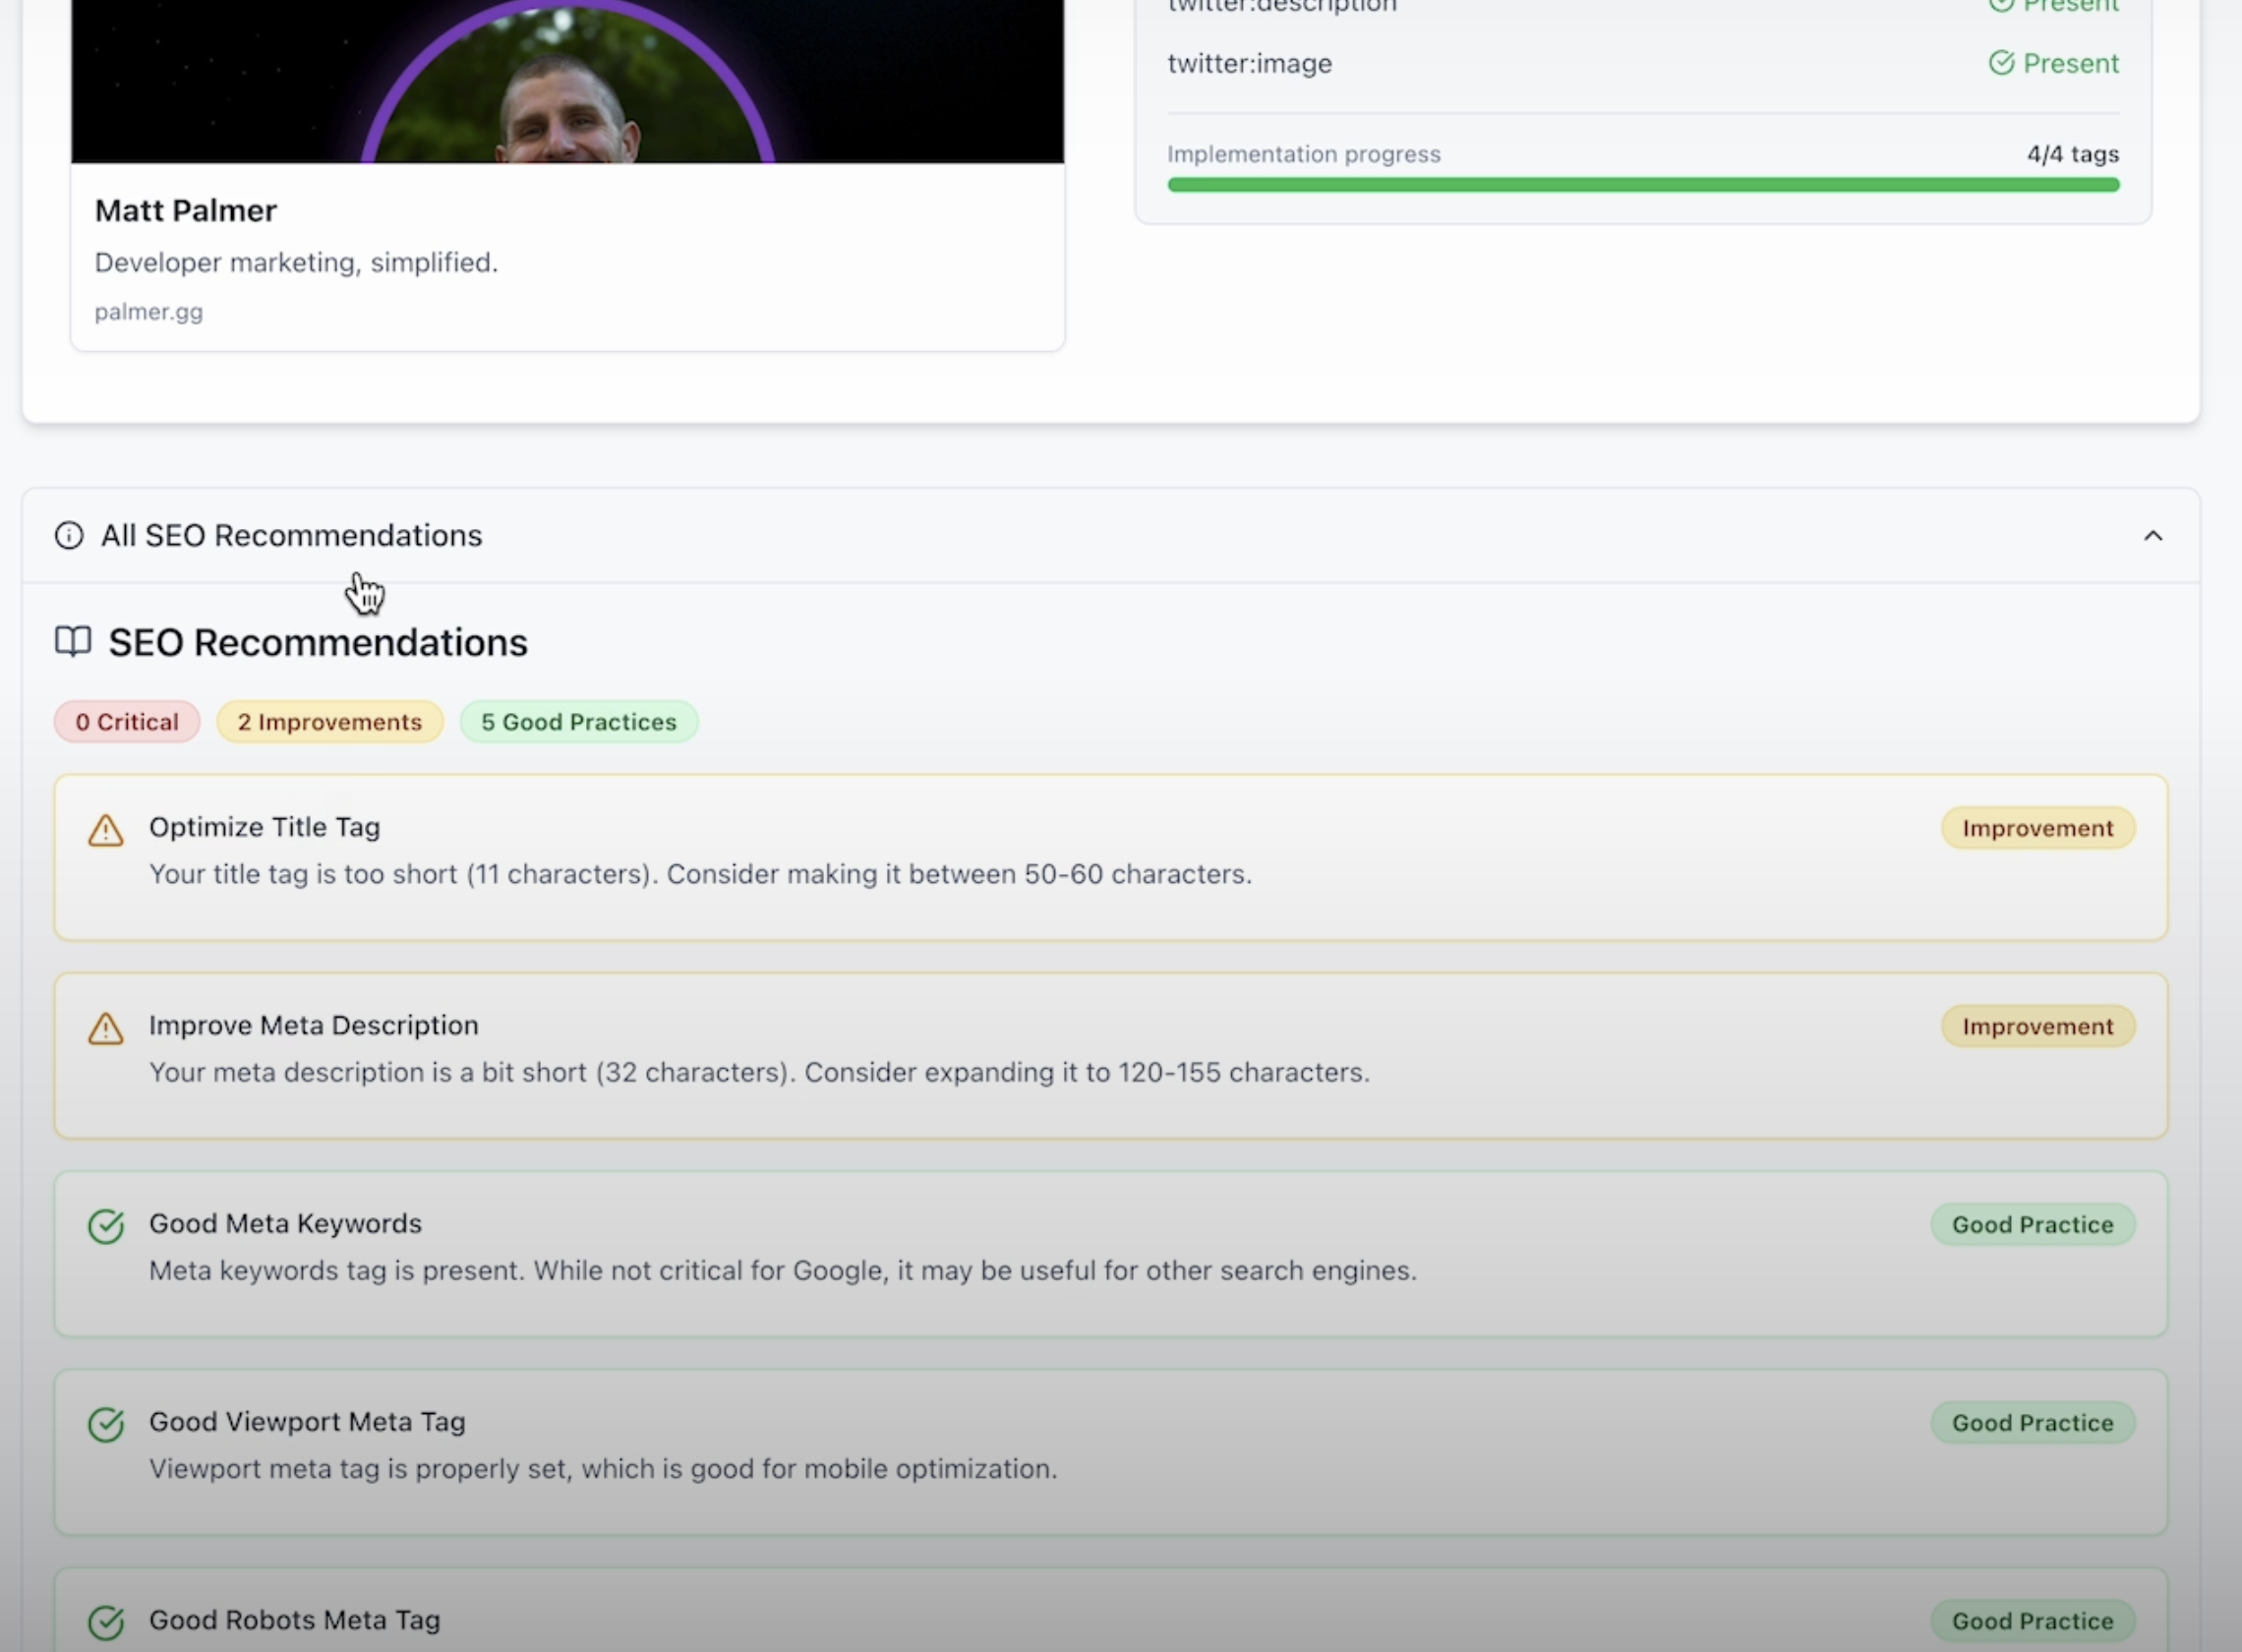 twitter:description
Present
twitter:image
Present
Implementation progress
4/4 tags
Matt Palmer
Developer marketing, simplified.
palmer.gg
All SEO Recommendations
SEO Recommendations
0 Critical
2 Improvements
5 Good Practices
Optimize Title Tag
Improvement
Your title tag is too short (11 characters). Consider making it between 50-60 characters.
Improve Meta Description
Improvement
Your meta description is a bit short (32 characters). Consider expanding it to 120-155 characters.
Good Meta Keywords
Good Practice
Meta keywords tag is present. While not critical for Google, it may be useful for other search engines.
Good Viewport Meta Tag
Good Practice
Viewport meta tag is properly set, which is good for mobile optimization.
Good Robots Meta Tag
Good Practice